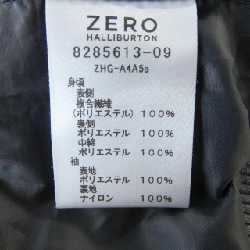 ZERO
HALLIBURTON
8285613-09
ZHG-A4A5s
身頃
表側
複合繊維
(ポリエステル) 100%
裏側
ポリエステル 100%
中綿
ポリエステル 100%
袖
表地
ポリエステル 100%
裏地
ナイロン 100%